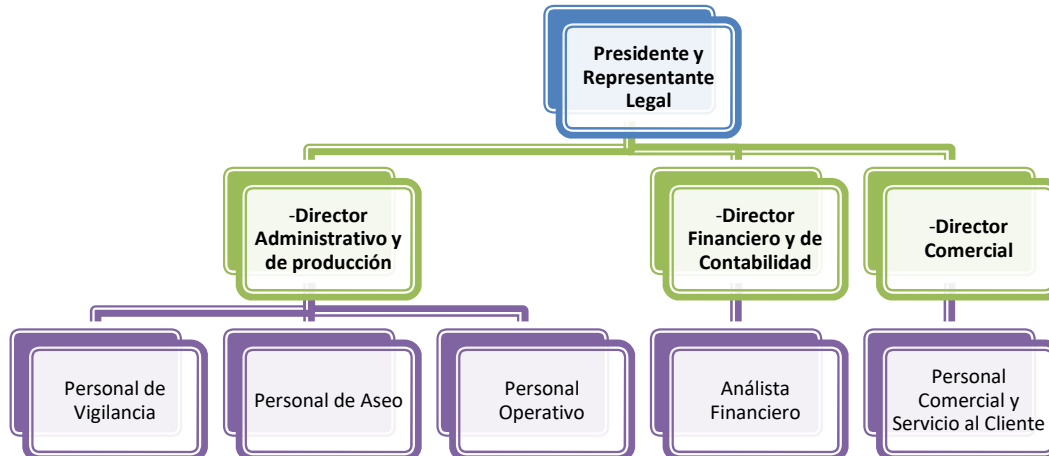 Presidente y
Representante
Legal
-Director
Administrativo y
de producción
-Director
Financiero y de
Contabilidad
-Director
Comercial
Personal de
Vigilancia
Personal de Aseo
Personal
Operativo
Análista
Financiero
Personal
Comercial y
Servicio al Cliente